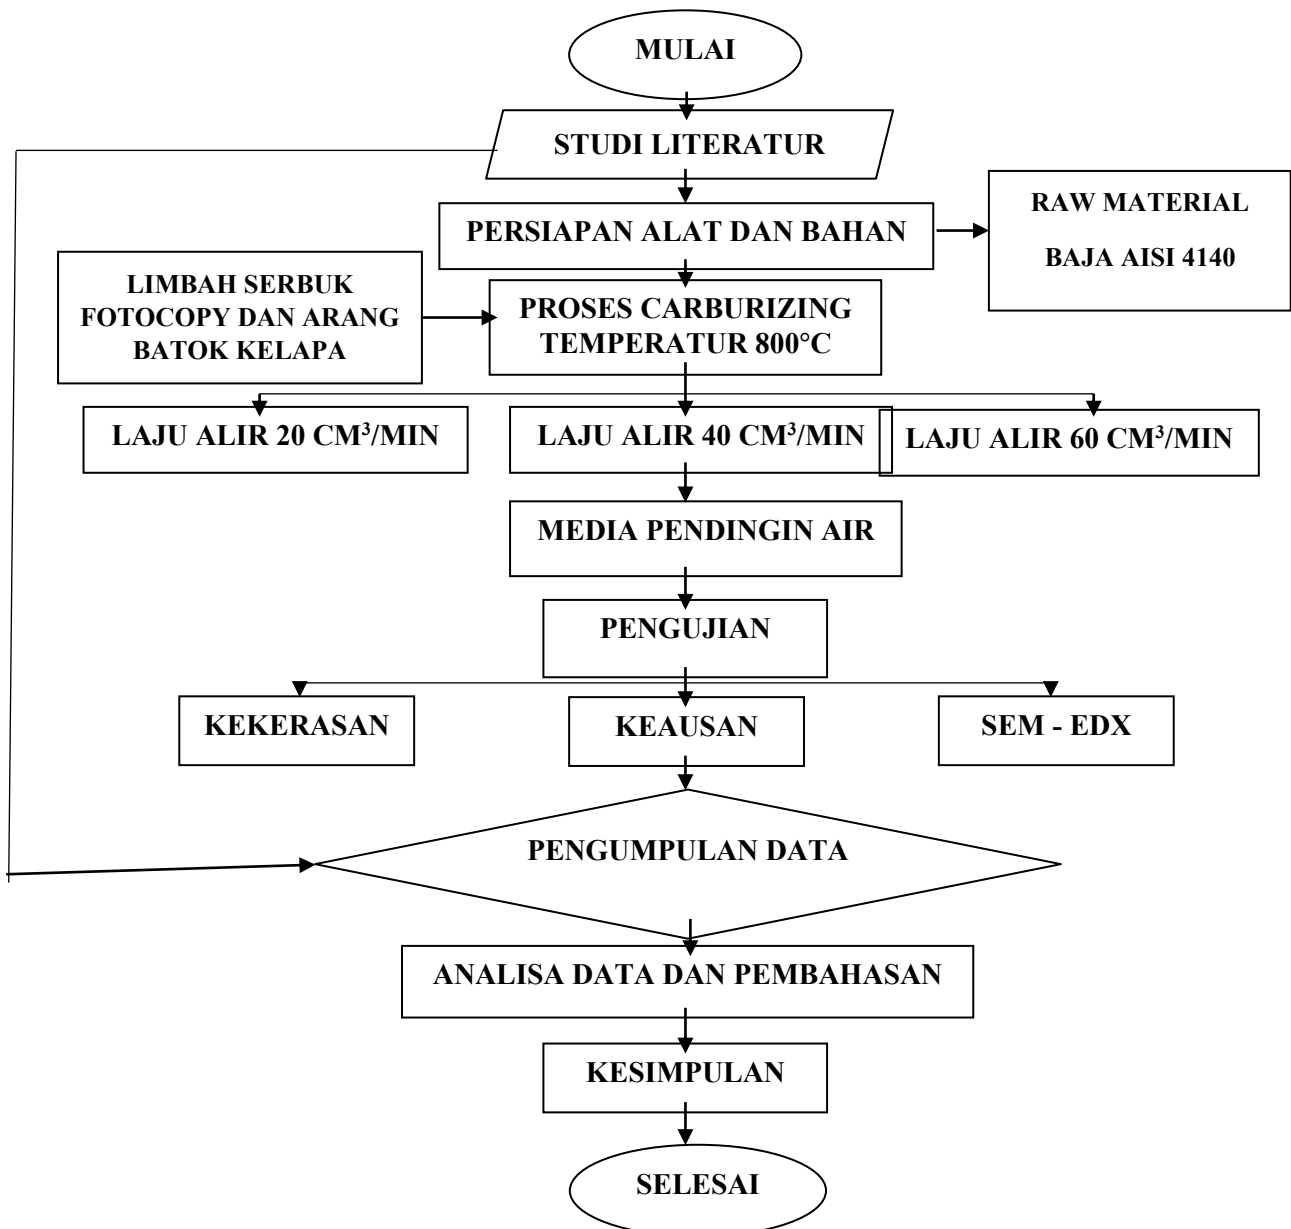 MULAI
STUDI LITERATUR
PERSIAPAN ALAT DAN BAHAN
RAW MATERIAL
BAJA AISI 4140
LIMBAH SERBUK
FOTOCOPY DAN ARANG
BATOK KELAPA
PROSES CARBURIZING
TEMPERATUR 800°C
LAJU ALIR 20 CM³/MIN
LAJU ALIR 40 CM³/MIN
LAJU ALIR 60 CM³/MIN
MEDIA PENDINGIN AIR
PENGUJIAN
KEKERASAN
KEAUSAN
SEM - EDX
PENGUMPULAN DATA
ANALISA DATA DAN PEMBAHASAN
KESIMPULAN
SELESAI